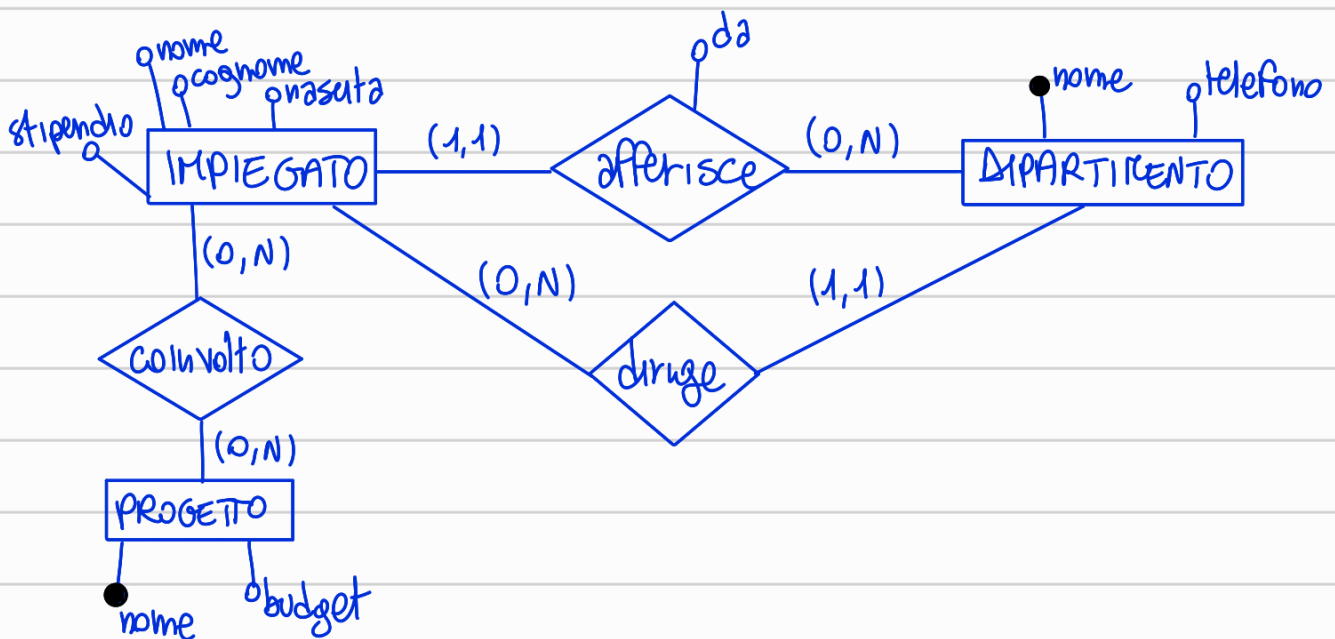 nome
cognome
nascita
stipendio
IMPIEGATO
(1,1)
da
afferisce
(0,N)
nome
telefono
DIPARTIMENTO
(0,N)
(0,N)
(1,1)
coinvolto
dirige
(0,N)
PROGETTO
nome
budget